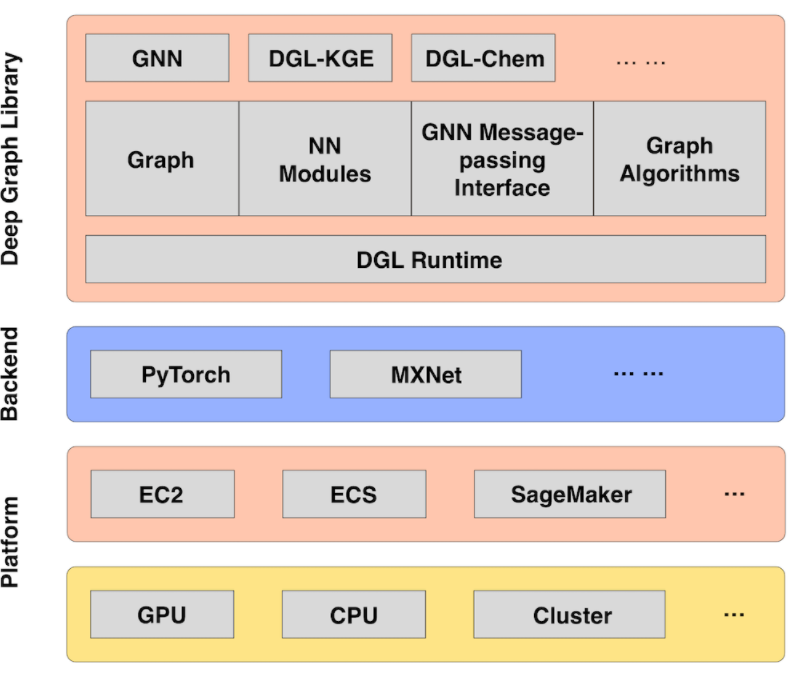 Deep Graph Library
GNN
DGL-KGE
DGL-Chem
... ...
Graph
NN
Modules
GNN Message-
passing
Interface
Graph
Algorithms
DGL Runtime
Backend
PyTorch
MXNet
... ...
Platform
EC2
ECS
SageMaker
...
GPU
CPU
Cluster
...